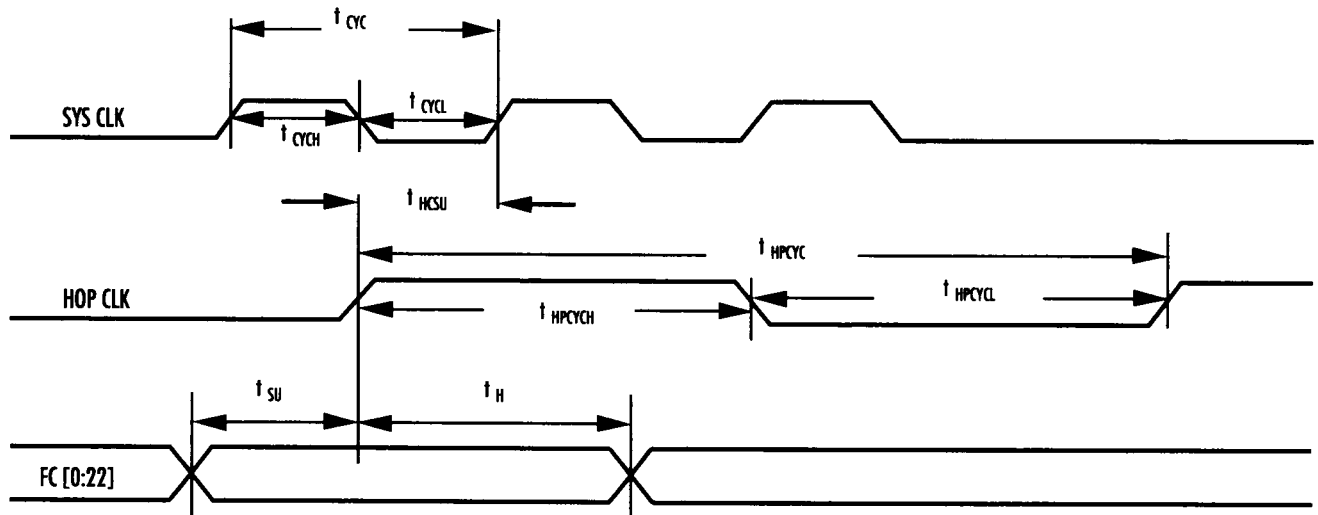 t CYC
SYS CLK
t CYCH
t CYCL
t HCSU
t HPCYC
HOP CLK
t HPCYCH
t HPCYCL
t SU
t H
FC [0:22]